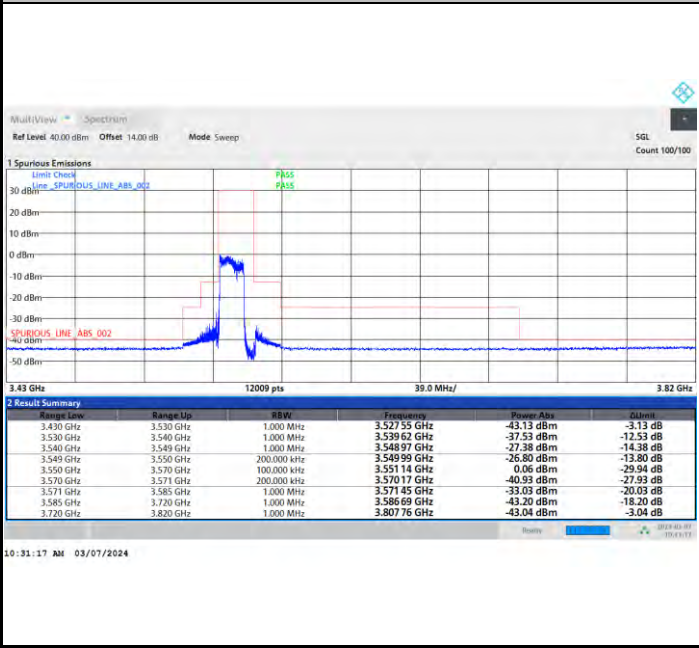 MultiView Spectrum
Ref Level 40.00 dBm Offset 14.00 dB Mode Sweep SGL
Count 100/100
1 Spurious Emissions
Limit Check PASS
Line _SPURIOUS_LINE_ABS_002 PASS
30 dBm
20 dBm
10 dBm
0 dBm
-10 dBm
-20 dBm
-30 dBm
SPURIOUS_LINE_ABS_002
-40 dBm
-50 dBm
3.43 GHz 12009 pts 39.0 MHz/ 3.82 GHz
2 Result Summary
Range Low Range Up RBW Frequency Power Abs ΔLimit
3.430 GHz 3.530 GHz 1.000 MHz 3.527 55 GHz -43.13 dBm -3.13 dB
3.530 GHz 3.540 GHz 1.000 MHz 3.539 62 GHz -37.53 dBm -12.53 dB
3.540 GHz 3.549 GHz 1.000 MHz 3.548 97 GHz -27.38 dBm -14.38 dB
3.549 GHz 3.550 GHz 200.000 kHz 3.549 99 GHz -26.80 dBm -13.80 dB
3.550 GHz 3.570 GHz 100.000 kHz 3.551 14 GHz 0.06 dBm -29.94 dB
3.570 GHz 3.571 GHz 200.000 kHz 3.570 17 GHz -40.93 dBm -27.93 dB
3.571 GHz 3.585 GHz 1.000 MHz 3.571 45 GHz -33.03 dBm -20.03 dB
3.585 GHz 3.720 GHz 1.000 MHz 3.586 69 GHz -43.20 dBm -18.20 dB
3.720 GHz 3.820 GHz 1.000 MHz 3.807 76 GHz -43.04 dBm -3.04 dB
Ready
10:31:17 AM 03/07/2024